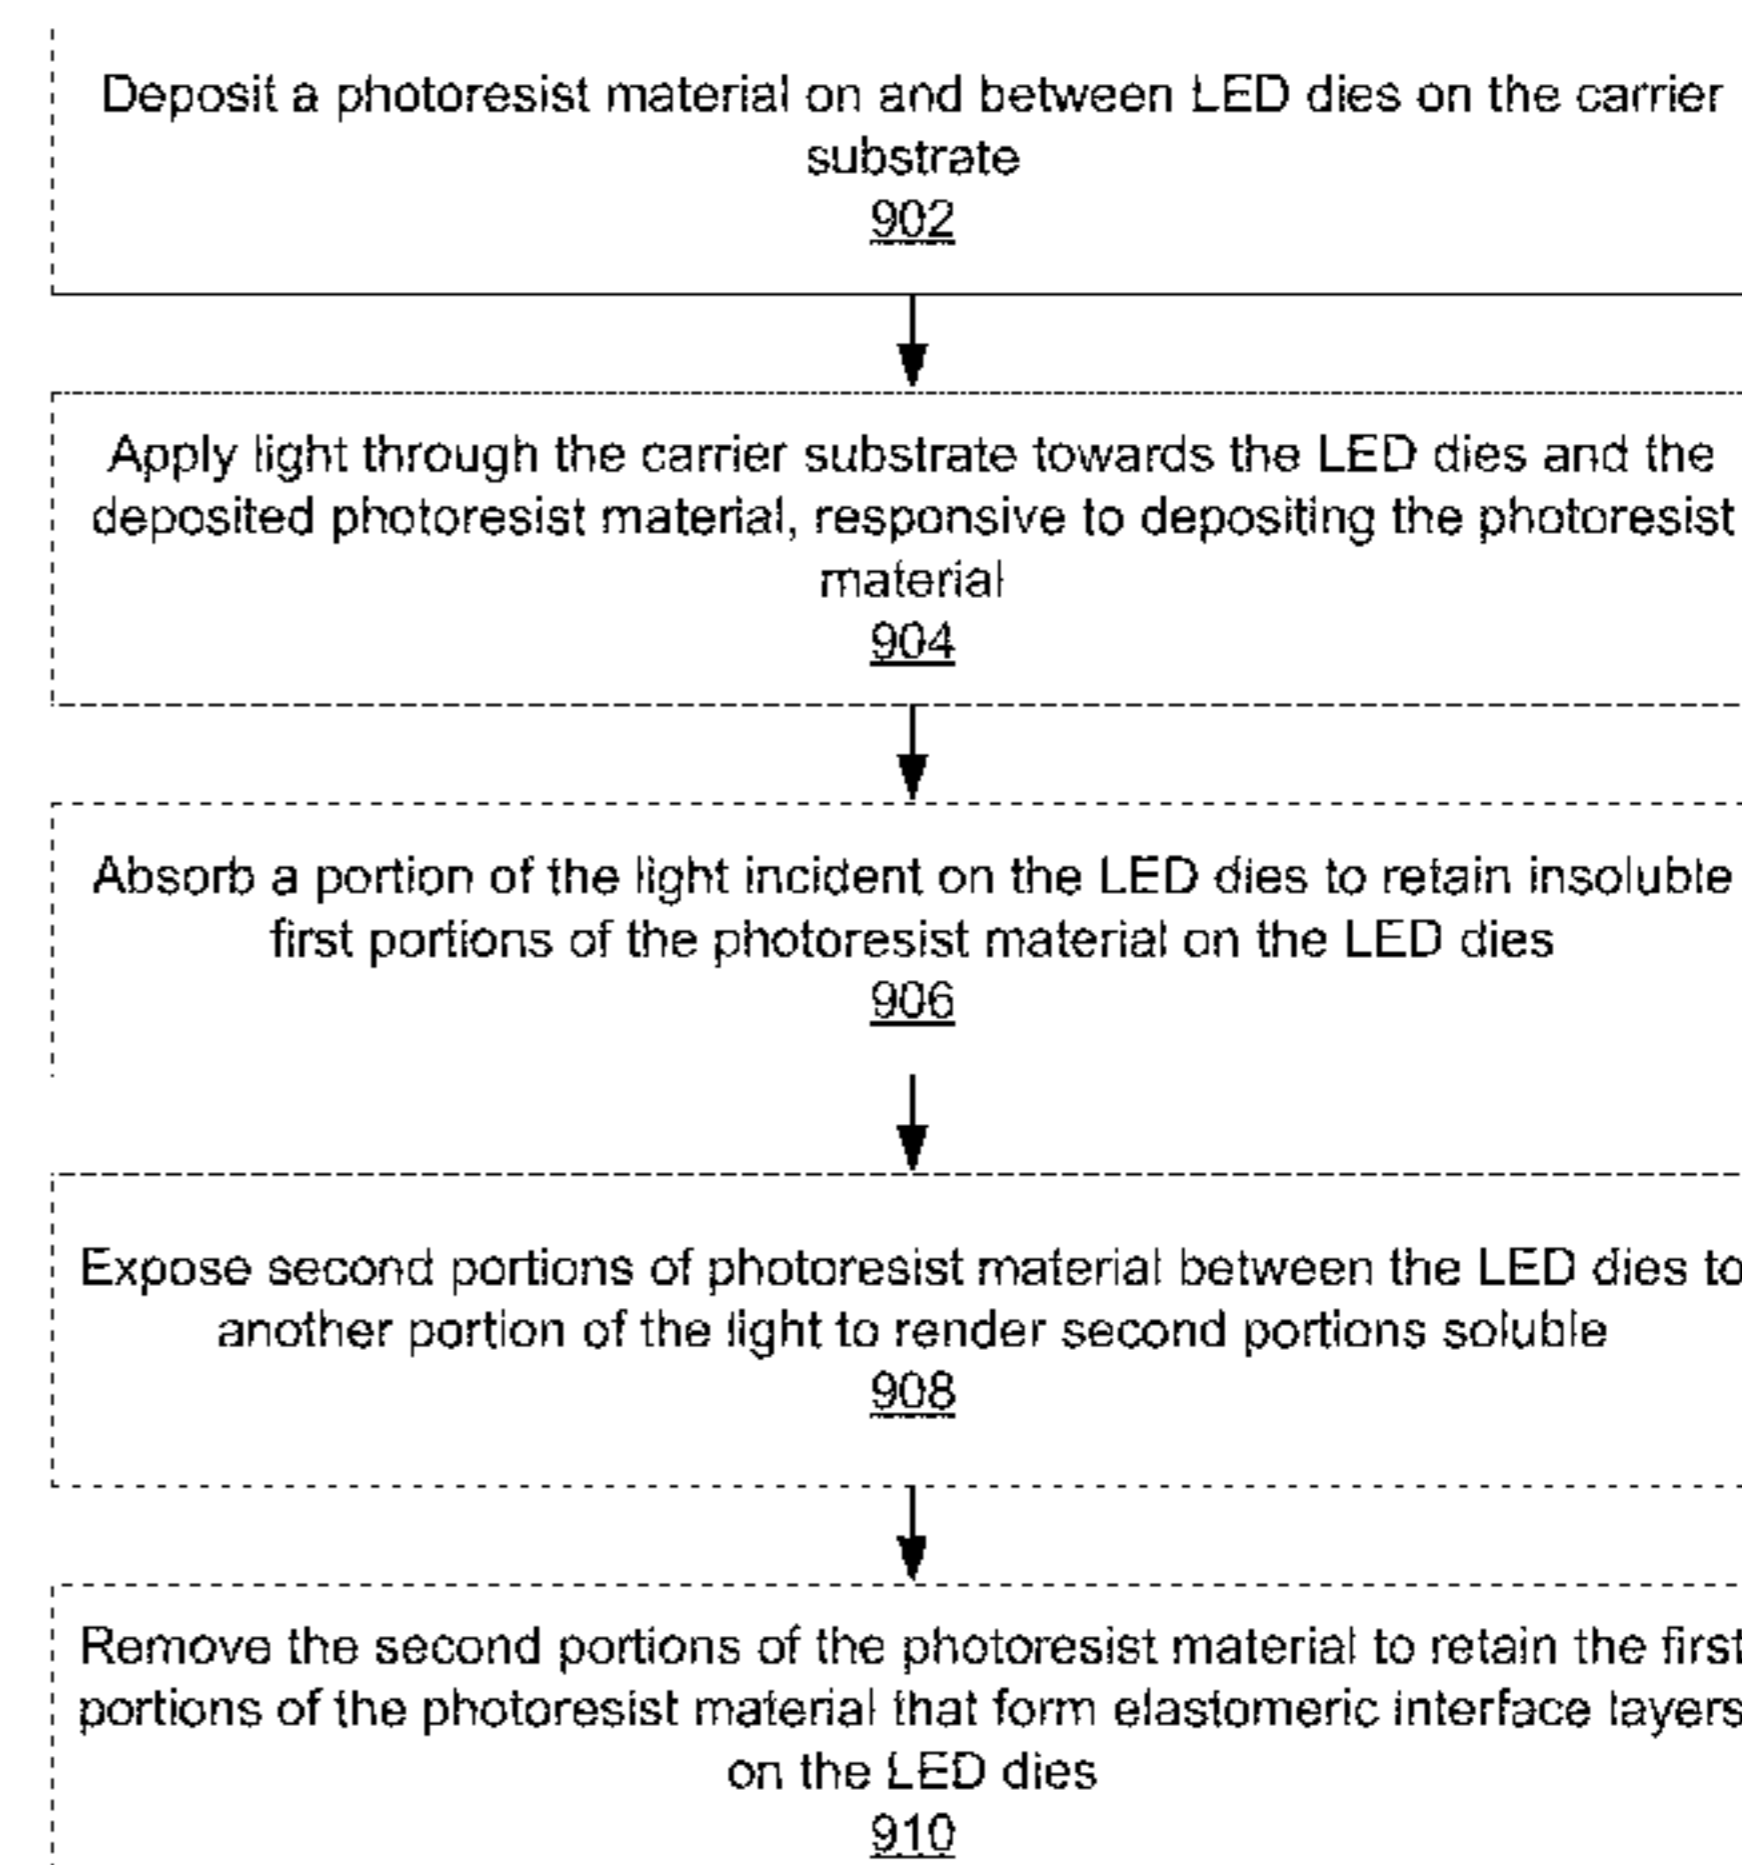 Deposit a photoresist material on and between LED dies on the carrier
substrate
902
Apply light through the carrier substrate towards the LED dies and the
deposited photoresist material, responsive to depositing the photoresist
material
904
Absorb a portion of the light incident on the LED dies to retain insoluble
first portions of the photoresist material on the LED dies
906
Expose second portions of photoresist material between the LED dies to
another portion of the light to render second portions soluble
908
Remove the second portions of the photoresist material to retain the first
portions of the photoresist material that form elastomeric interface layers
on the LED dies
910